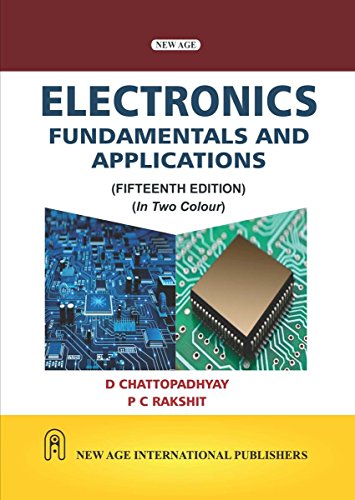 NEW AGE
ELECTRONICS
FUNDAMENTALS AND
APPLICATIONS
(FIFTEENTH EDITION)
(In Two Colour)
D CHATTOPADHYAY
P C RAKSHIT
NEW AGE INTERNATIONAL PUBLISHERS